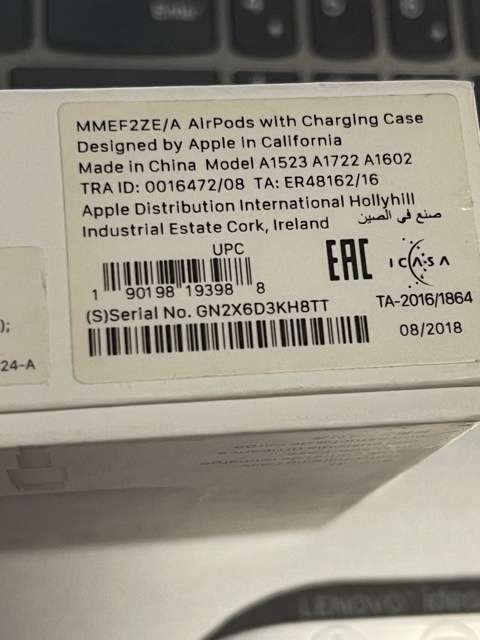 MMEF2ZE/A AirPods with Charging Case
Designed by Apple in California
Made in China Model A1523 A1722 A1602
TRA ID: 0016472/08 TA: ER48162/16
Apple Distribution International Hollyhill
Industrial Estate Cork, Ireland صنع في الصين
UPC
1 90198 19398 8
EAC
ICASA
(S)Serial No. GN2X6D3KH8TT
TA-2016/1864
08/2018
);
24-A
LENOVO idea